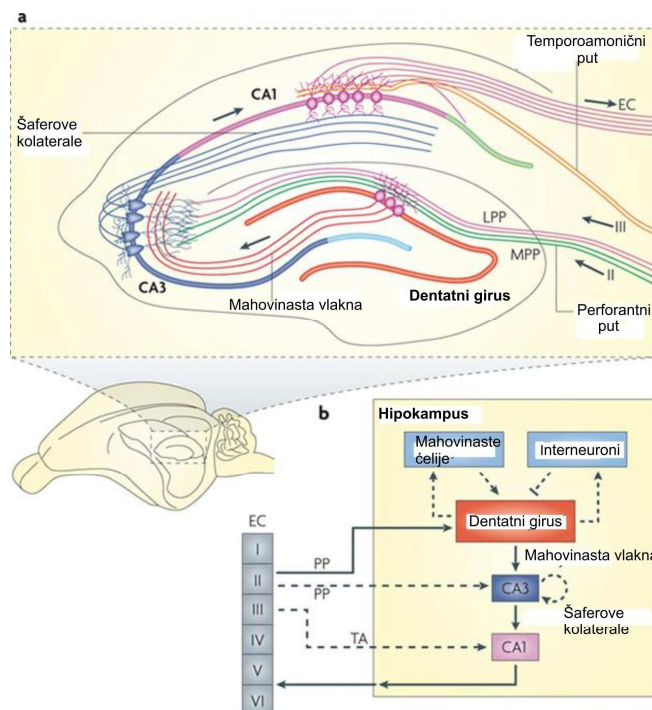 a
Temporoamonični
put
CA1
EC
Šaferove
kolaterale
LPP
III
MPP
II
CA3
Mahovinasta vlakna
Dentatni girus
Perforantni
put
b
Hipokampus
Mahovinaste
ćelije
Interneuroni
EC
Dentatni girus
I
PP
Mahovinasta vlakna
II
PP
CA3
III
Šaferove
kolaterale
IV
TA
CA1
V
VI